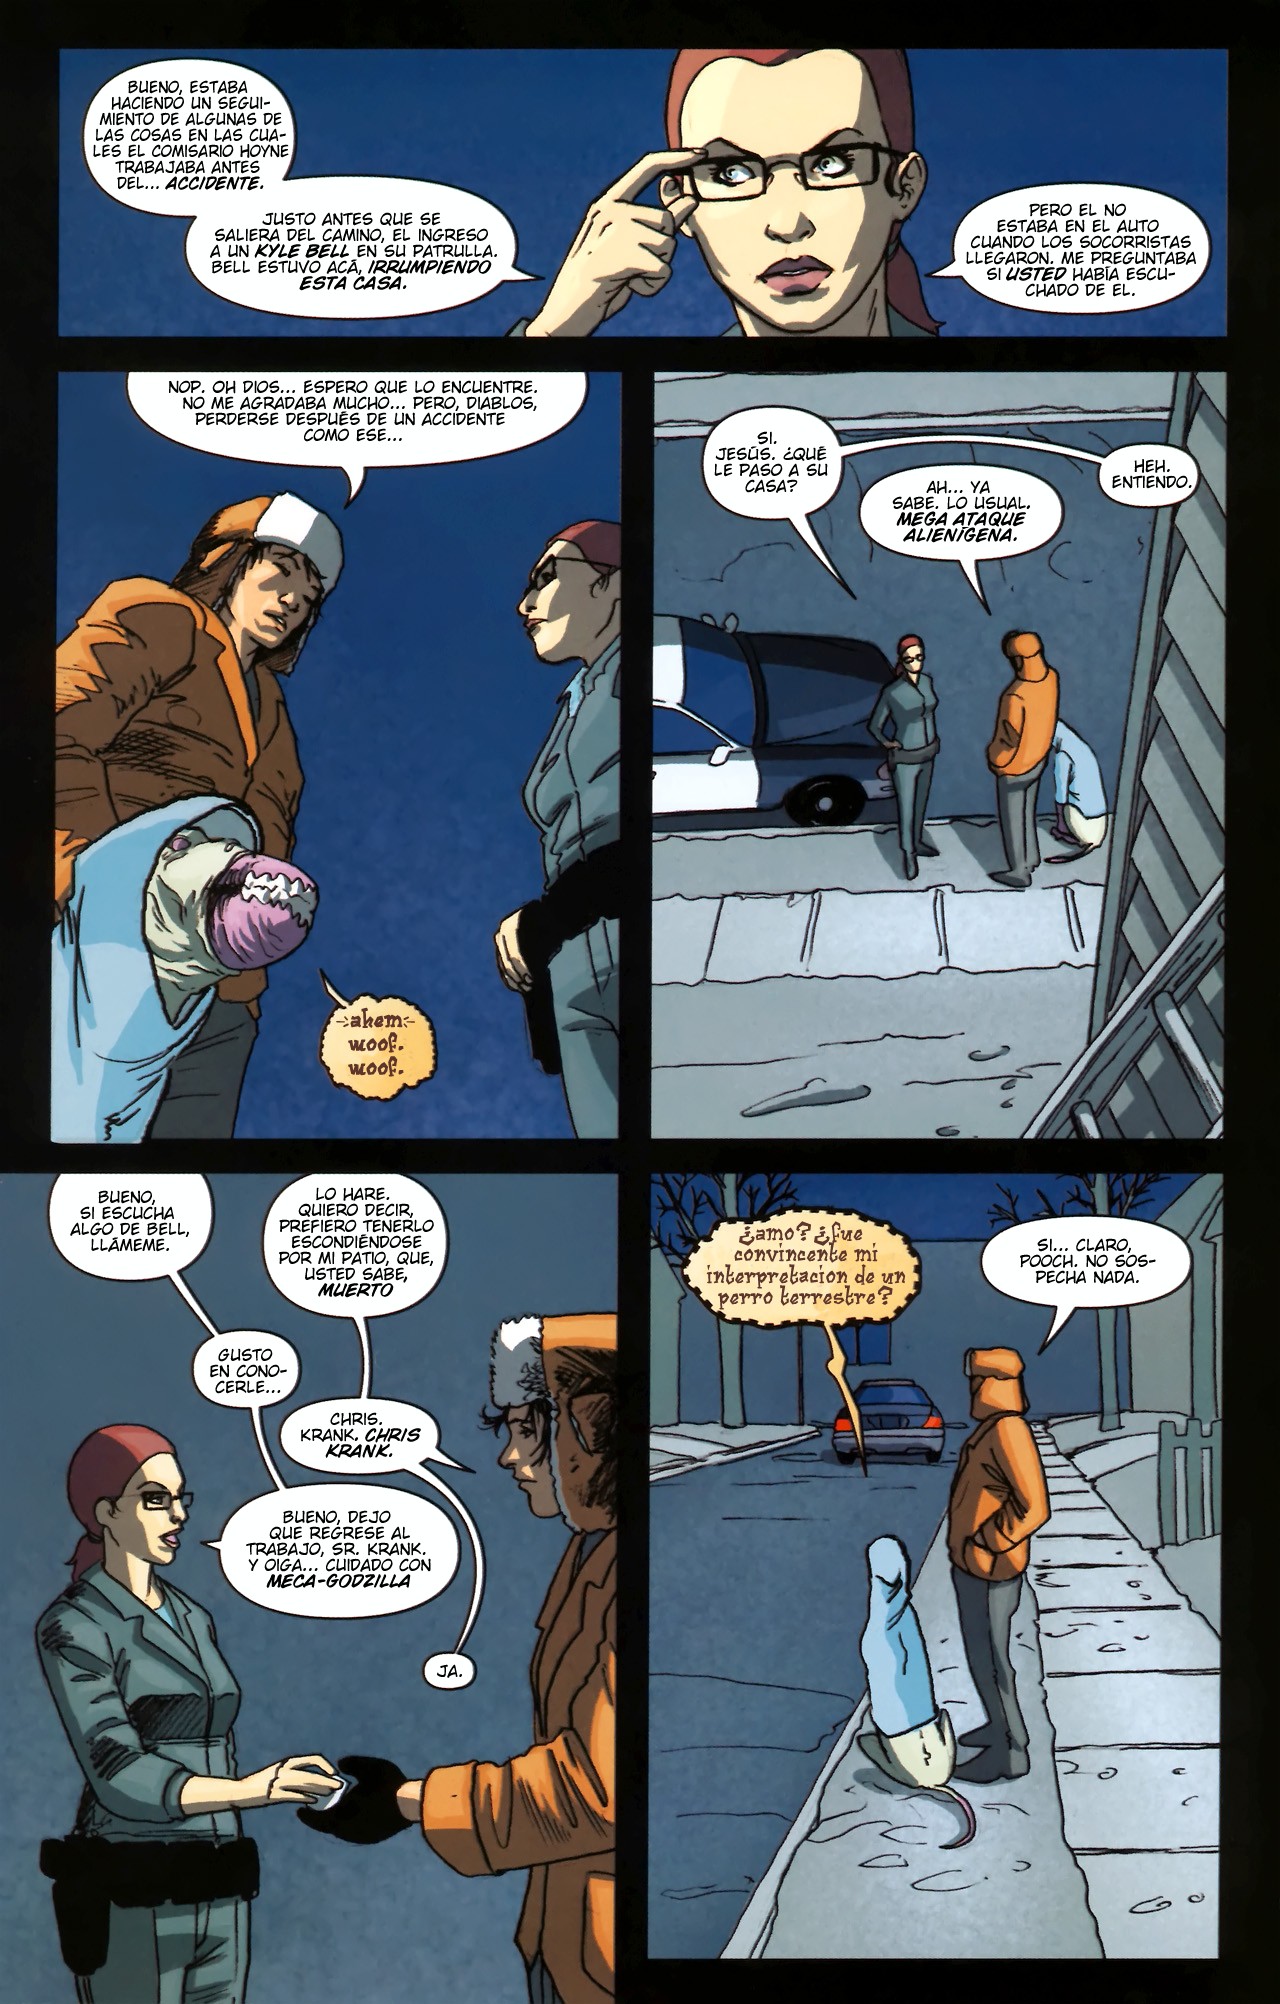 BUENO, ESTABA
HACIENDO UN SEGUI-
MIENTO DE ALGUNAS DE
LAS COSAS EN LAS CUA-
LES EL COMISARIO HOYNE
TRABAJABA ANTES
DEL... ACCIDENTE.
JUSTO ANTES QUE SE
SALIERA DEL CAMINO, EL INGRESO
A UN KYLE BELL EN SU PATRULLA.
BELL ESTUVO ACÁ, IRRUMPIENDO
ESTA CASA.
PERO EL NO
ESTABA EN EL AUTO
CUANDO LOS SOCORRISTAS
LLEGARON. ME PREGUNTABA
SI USTED HABÍA ESCU-
CHADO DE EL.
NOP. OH DIOS... ESPERO QUE LO ENCUENTRE.
NO ME AGRADABA MUCHO... PERO, DIABLOS,
PERDERSE DESPUÉS DE UN ACCIDENTE
COMO ESE...
ahem
woof.
woof.
SI.
JESÚS. ¿QUÉ
LE PASO A SU
CASA?
AH... YA
SABE. LO USUAL.
MEGA ATAQUE
ALIENÍGENA.
HEH.
ENTIENDO.
BUENO,
SI ESCUCHA
ALGO DE BELL,
LLÁMEME.
LO HARE.
QUIERO DECIR,
PREFIERO TENERLO
ESCONDIÉNDOSE
POR MI PATIO, QUE,
USTED SABE,
MUERTO
GUSTO
EN CONO-
CERLE...
CHRIS.
KRANK. CHRIS
KRANK.
BUENO, DEJO
QUE REGRESE AL
TRABAJO, SR. KRANK.
Y OIGA... CUIDADO CON
MECA-GODZILLA
JA.
¿amo? ¿fue
convincente mi
interpretacion de un
perro terrestre?
SI... CLARO,
POOCH. NO SOS-
PECHA NADA.